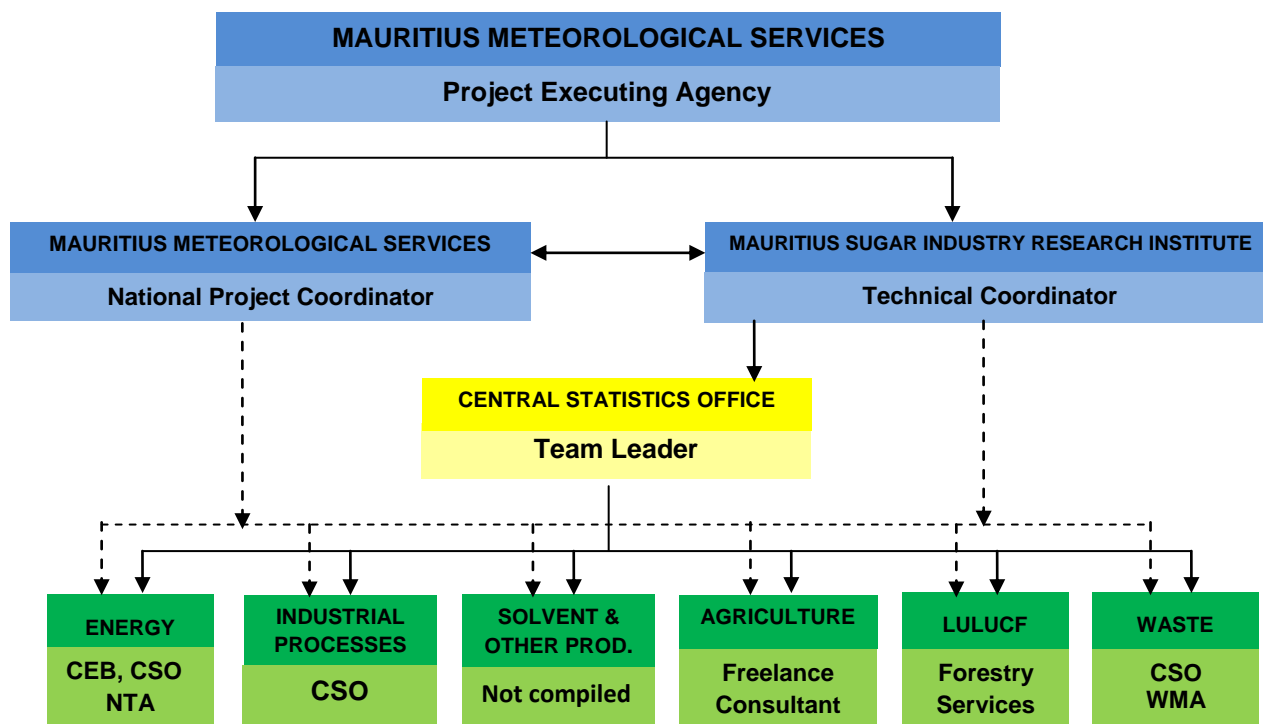 MAURITIUS METEOROLOGICAL SERVICES
Project Executing Agency
MAURITIUS METEOROLOGICAL SERVICES
National Project Coordinator
MAURITIUS SUGAR INDUSTRY RESEARCH INSTITUTE
Technical Coordinator
CENTRAL STATISTICS OFFICE
Team Leader
ENERGY
CEB, CSO
NTA
INDUSTRIAL
PROCESSES
CSO
SOLVENT &
OTHER PROD.
Not compiled
AGRICULTURE
Freelance
Consultant
LULUCF
Forestry
Services
WASTE
CSO
WMA